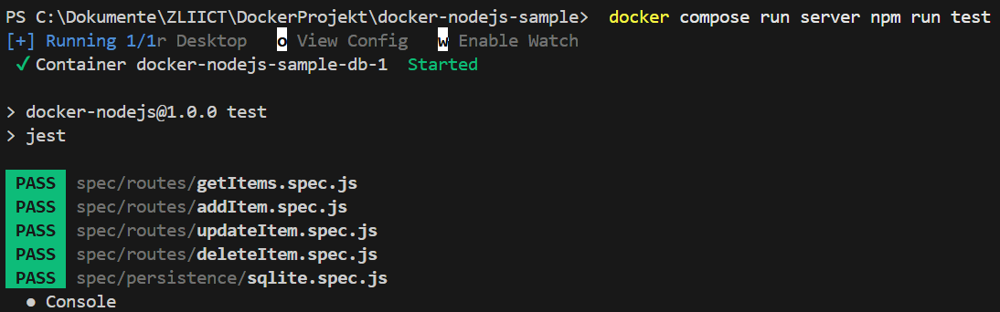 PS C:\Dokumente\ZLIICT\DockerProjekt\docker-nodejs-sample> docker compose run server npm run test
[+] Running 1/1r Desktop   o View Config   w Enable Watch
✓ Container docker-nodejs-sample-db-1  Started
> docker-nodejs@1.0.0 test
> jest
PASS spec/routes/getItems.spec.js
PASS spec/routes/addItem.spec.js
PASS spec/routes/updateItem.spec.js
PASS spec/routes/deleteItem.spec.js
PASS spec/persistence/sqlite.spec.js
● Console